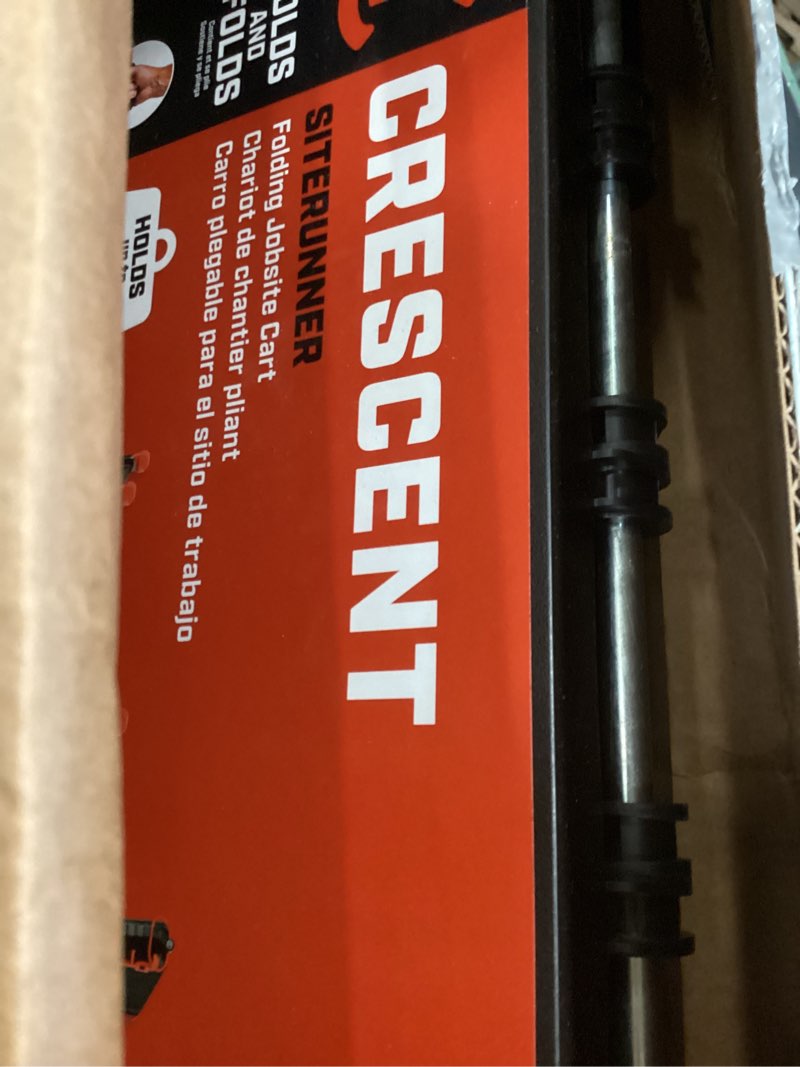 CRESCENT
SITERUNNER
Folding Jobsite Cart
Chariot de chantier pliant
Carro plegable para el sitio de trabajo
OLDS
AND
FOLDS
HOLDS